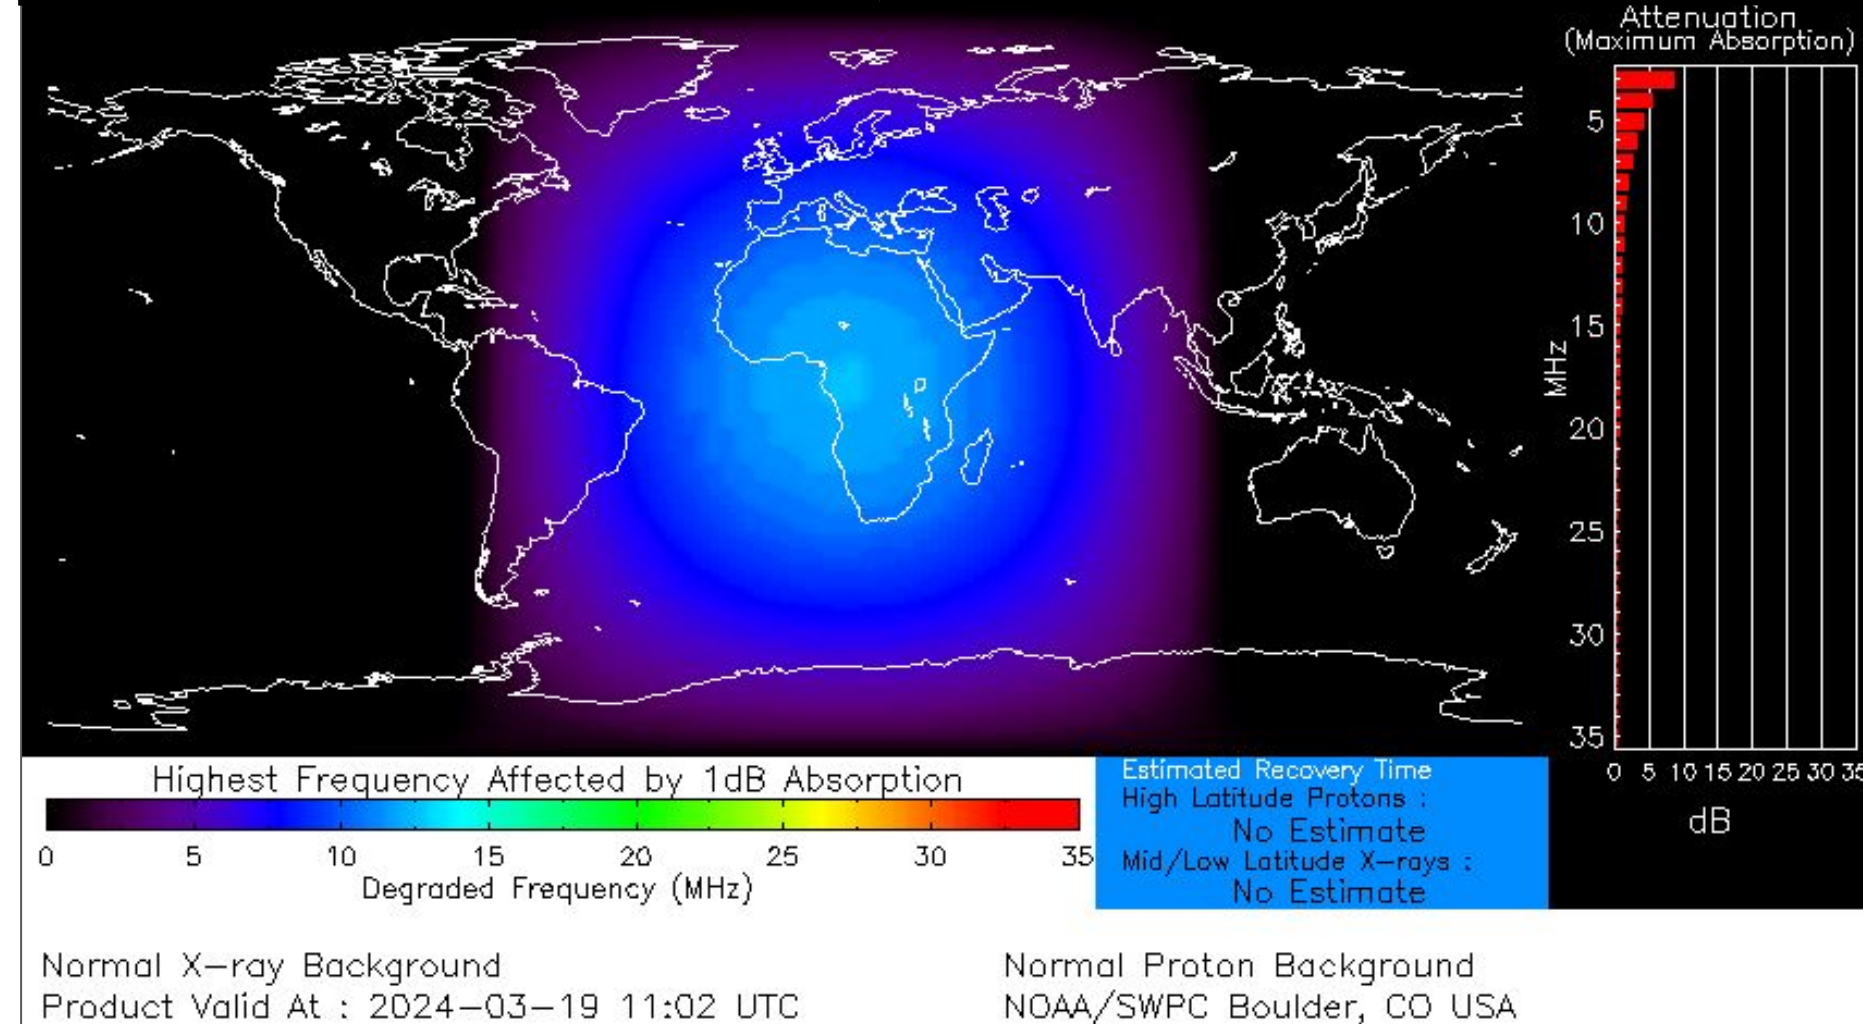 Attenuation
(Maximum Absorption)
5
10
15
20
25
30
35
MHz
0 5 10 15 20 25 30 35
dB
Highest Frequency Affected by 1dB Absorption
0 5 10 15 20 25 30 35
Degraded Frequency (MHz)
Estimated Recovery Time
High Latitude Protons :
No Estimate
Mid/Low Latitude X-rays :
No Estimate
Normal X-ray Background
Product Valid At : 2024-03-19 11:02 UTC
Normal Proton Background
NOAA/SWPC Boulder, CO USA